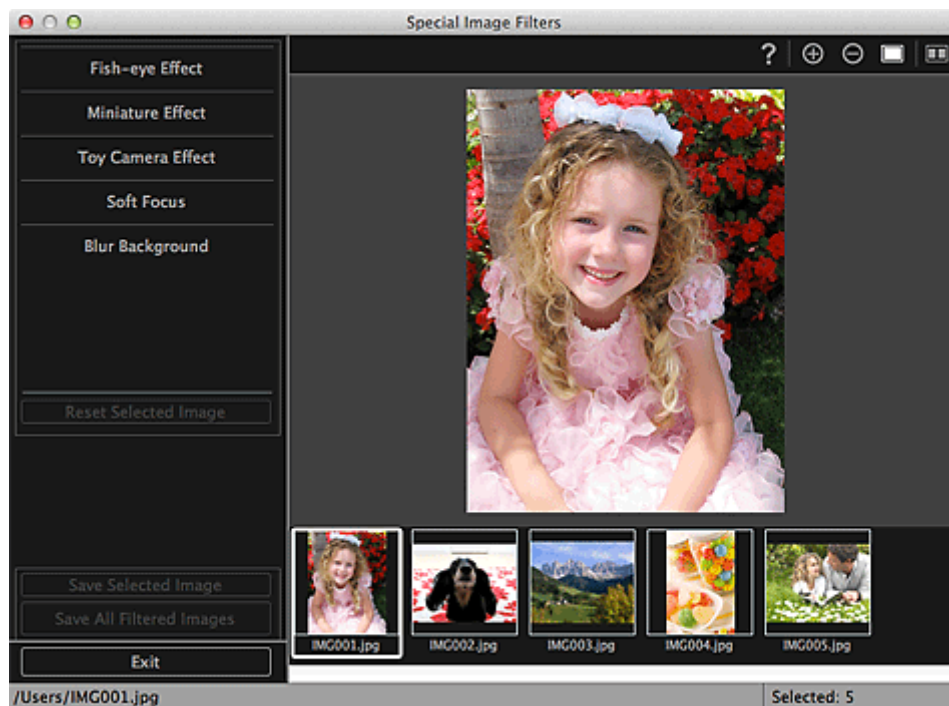 Special Image Filters
Fish-eye Effect
Miniature Effect
Toy Camera Effect
Soft Focus
Blur Background
Reset Selected Image
Save Selected Image
Save All Filtered Images
Exit
?
IMG001.jpg
IMG002.jpg
IMG003.jpg
IMG004.jpg
IMG005.jpg
/Users/IMG001.jpg
Selected: 5